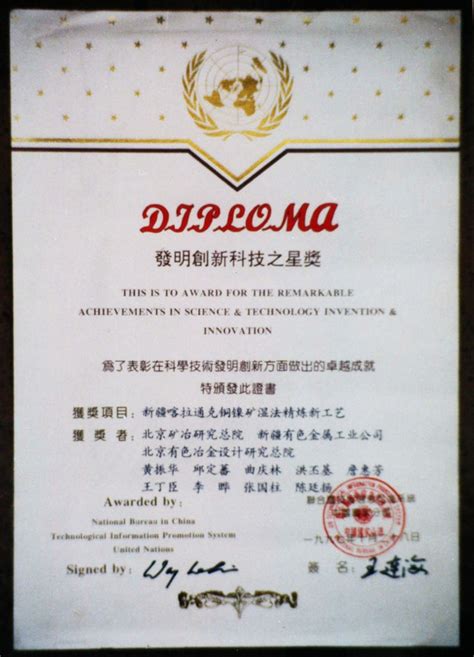 DIPLOMA
發明創新科技之星獎
THIS IS TO AWARD FOR THE REMARKABLE
ACHIEVEMENTS IN SCIENCE & TECHNOLOGY INVENTION &
INNOVATION
為了表彰在科學技術發明創新方面做出的卓越成就
特頒發此證書
獲獎項目：新疆喀拉通克铜镍矿湿法精炼新工艺
獲獎者：北京矿冶研究总院 新疆有色金属工业公司
北京有色冶金设计研究总院
黄振华 邱定蕃 曲庆林 洪玉基 詹惠芳
王丁臣 李晔 张国柱 陈廷扬
Awarded by:
National Bureau in China
Technological Information Promotion System
United Nations
Signed by:
簽名：